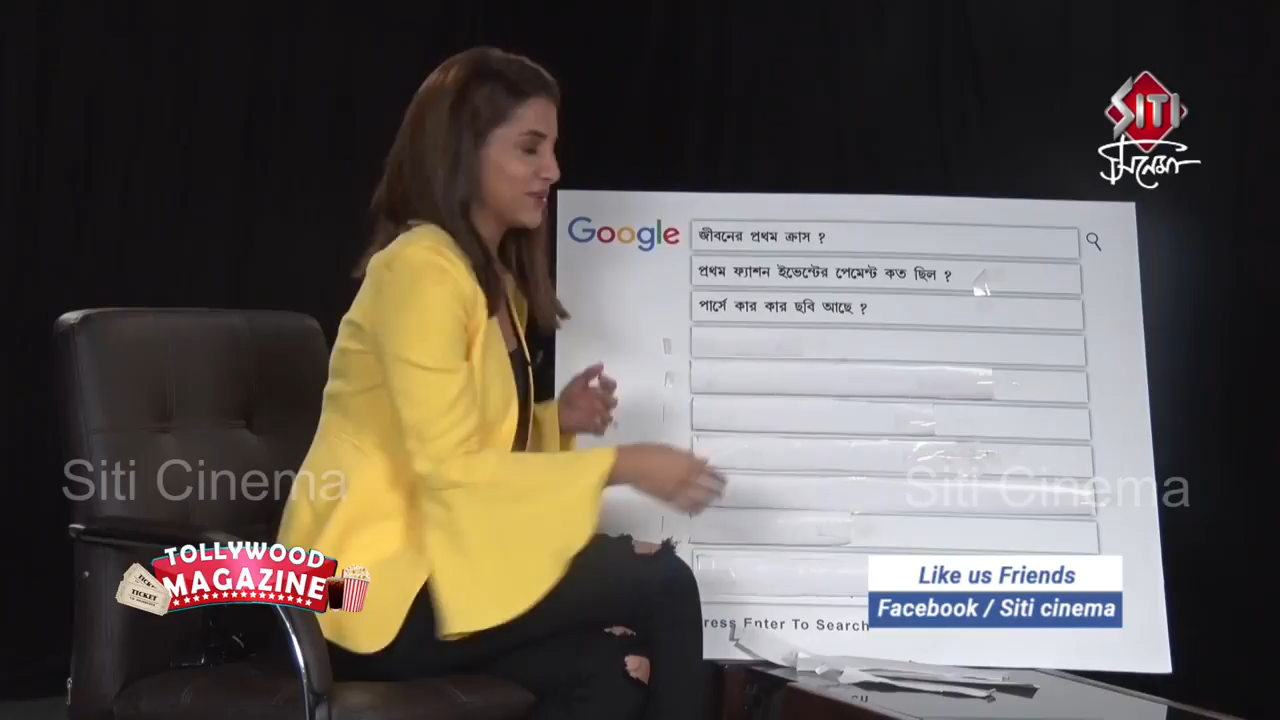 SITI
সিনেমা
Google
জীবনের প্রথম ক্রাস ?
প্রথম ফ্যাশন ইভেন্টের পেমেন্ট কত ছিল ?
পার্সে কার কার ছবি আছে ?
Siti Cinema
Siti Cinema
TOLLYWOOD
MAGAZINE
TICKET
Like us Friends
Facebook / Siti cinema
ress Enter To Search